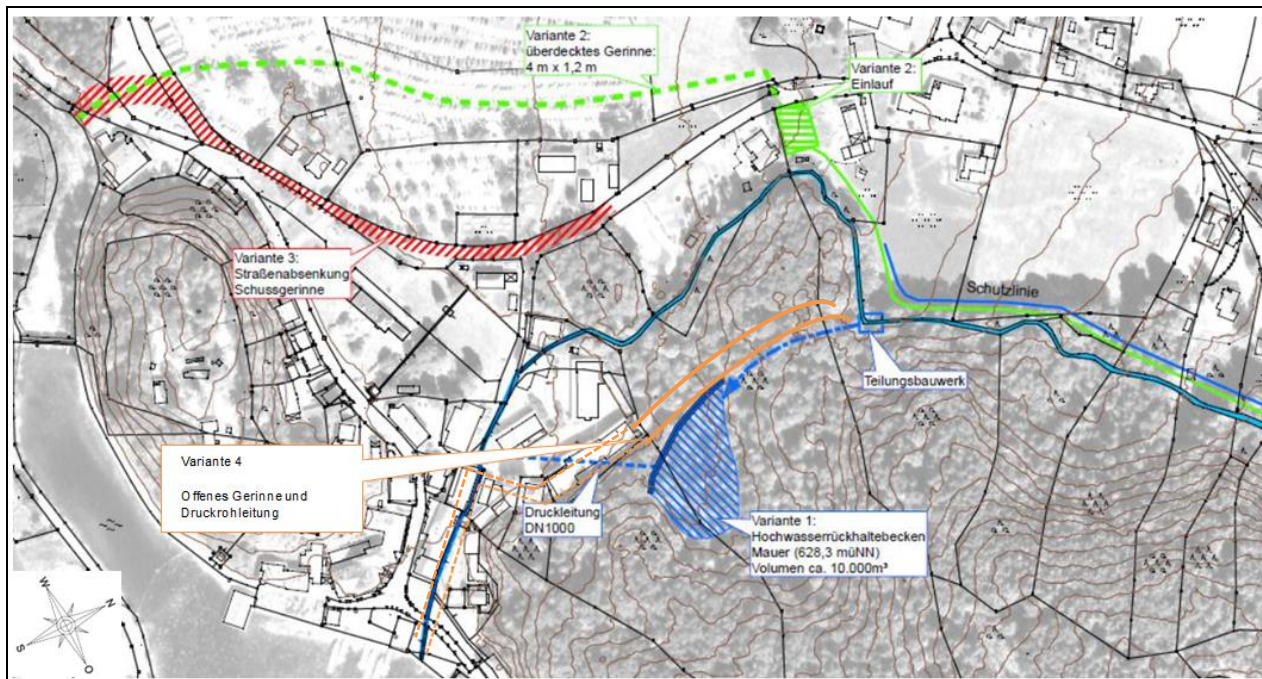 Variante 2:
überdecktes Gerinne:
4 m x 1,2 m
Variante 2:
Einlauf
Variante 3:
Straßenabsenkung
Schussgerinne
Schutzlinie
Teilungsbauwerk
Variante 4
Offenes Gerinne und
Druckrohleitung
Druckleitung
DN1000
Variante 1:
Hochwasserrückhaltebecken
Mauer (628,3 müNN)
Volumen ca. 10.000m³
W
N
S
O